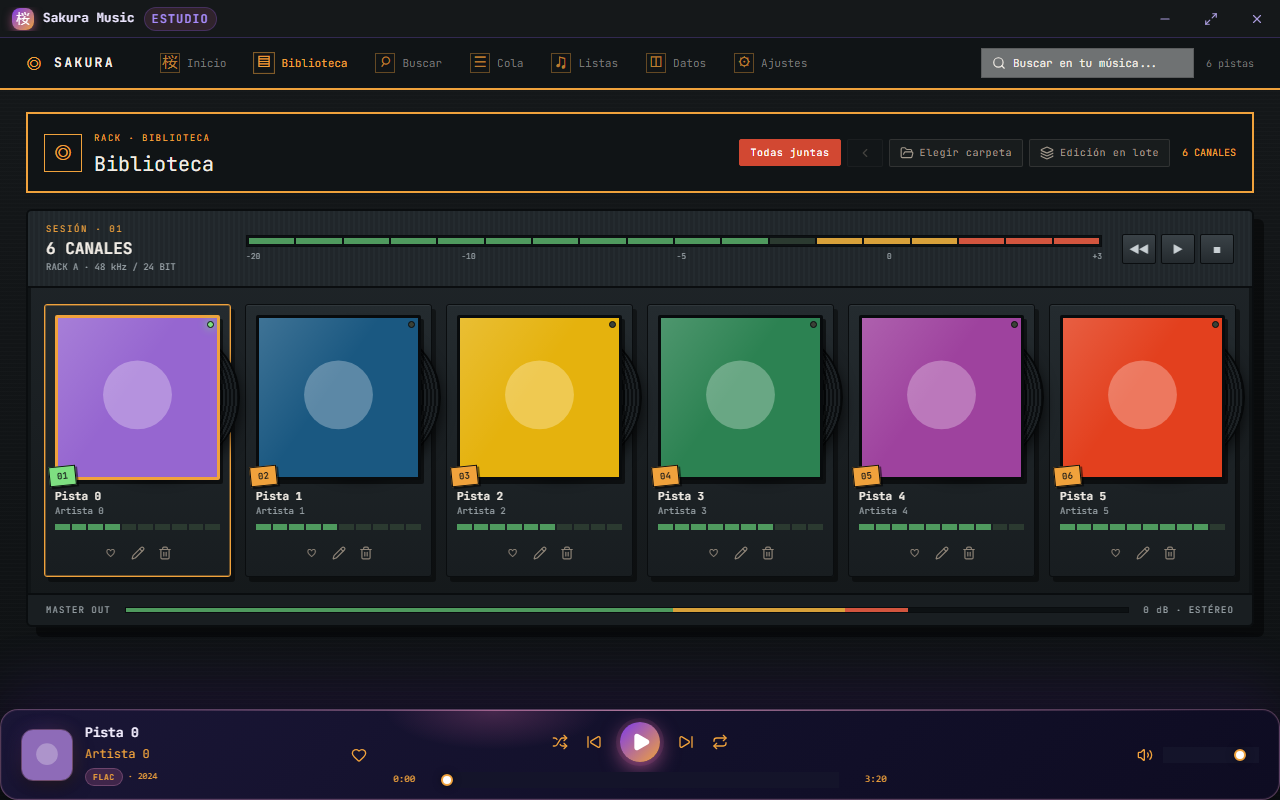 桜 Sakura Music ESTUDIO
SAKURA
桜 Inicio
Biblioteca
Buscar
Cola
Listas
Datos
Ajustes
Buscar en tu música...
6 pistas
RACK · BIBLIOTECA
Biblioteca
Todas juntas
Elegir carpeta
Edición en lote
6 CANALES
SESIÓN · 01
6 CANALES
RACK A · 48 kHz / 24 BIT
-20 -10 -5 0 +3
01 02 03 04 05 06
Pista 0 Pista 1 Pista 2 Pista 3 Pista 4 Pista 5
Artista 0 Artista 1 Artista 2 Artista 3 Artista 4 Artista 5
MASTER OUT
0 dB · ESTÉREO
Pista 0
Artista 0
FLAC · 2024
0:00
3:20